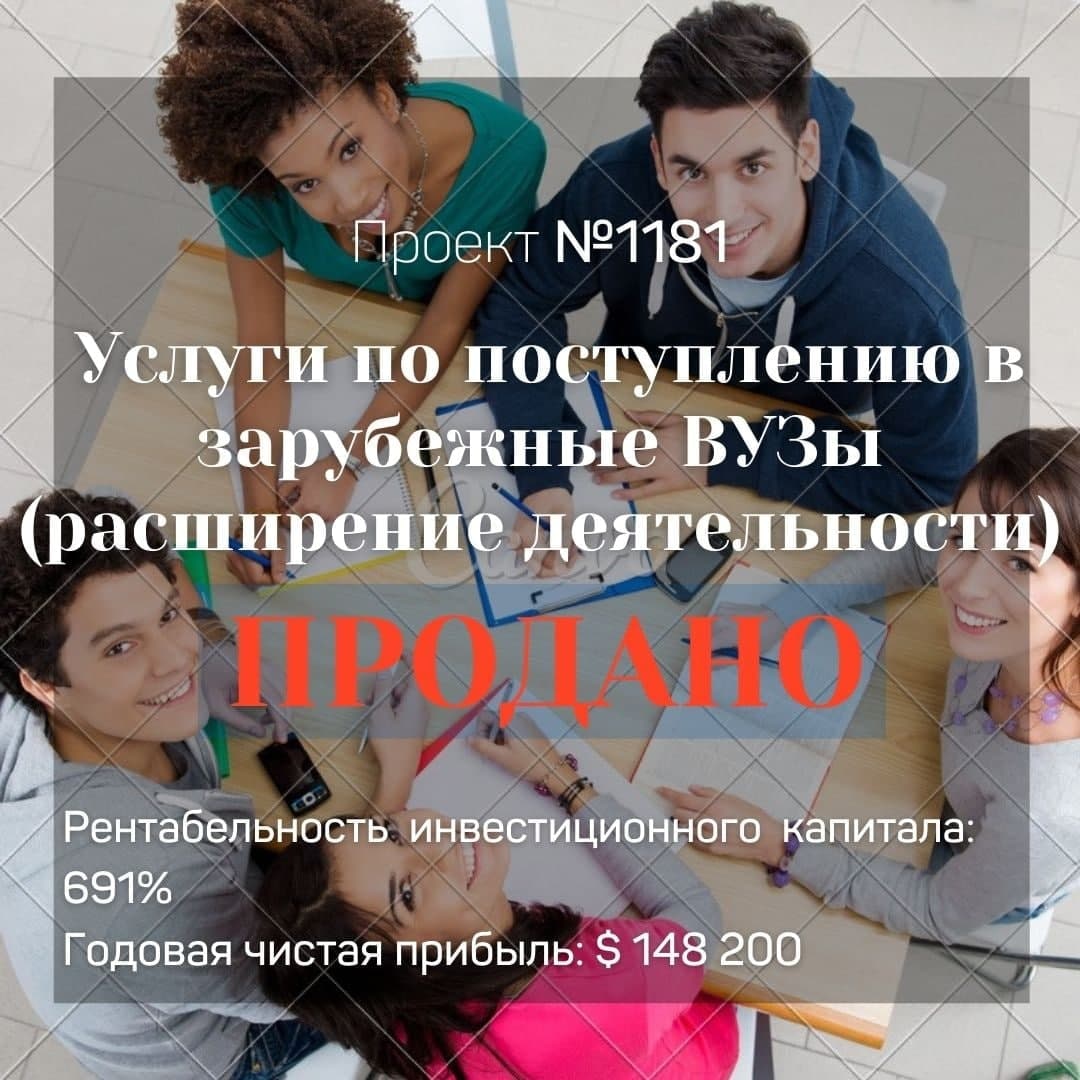 Проект №1181
Услуги по поступлению в
зарубежные ВУЗы
(расширение деятельности)
ПРОДАНО
Рентабельность инвестиционного капитала:
691%
Годовая чистая прибыль: $ 148 200